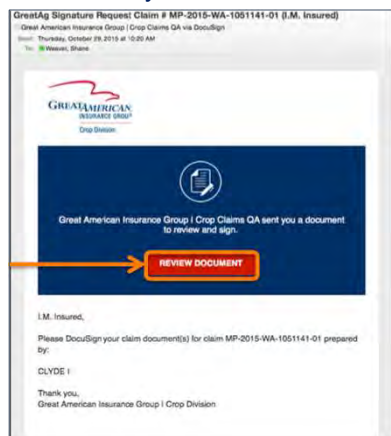 GreatAg Signature Request Claim # MP-2015-WA-1051141-01 (I.M. Insured)
Great American Insurance Group | Crop Claims QA via DocuSign
Sent: Thursday, October 29, 2015 at 10:20 AM
To: Weaver, Shane
GREATAMERICAN
INSURANCE GROUP
Crop Division
Great American Insurance Group | Crop Claims QA sent you a document
to review and sign.
REVIEW DOCUMENT
I.M. Insured,
Please DocuSign your claim document(s) for claim MP-2015-WA-1051141-01 prepared
by:
CLYDE I
Thank you,
Great American Insurance Group | Crop Division